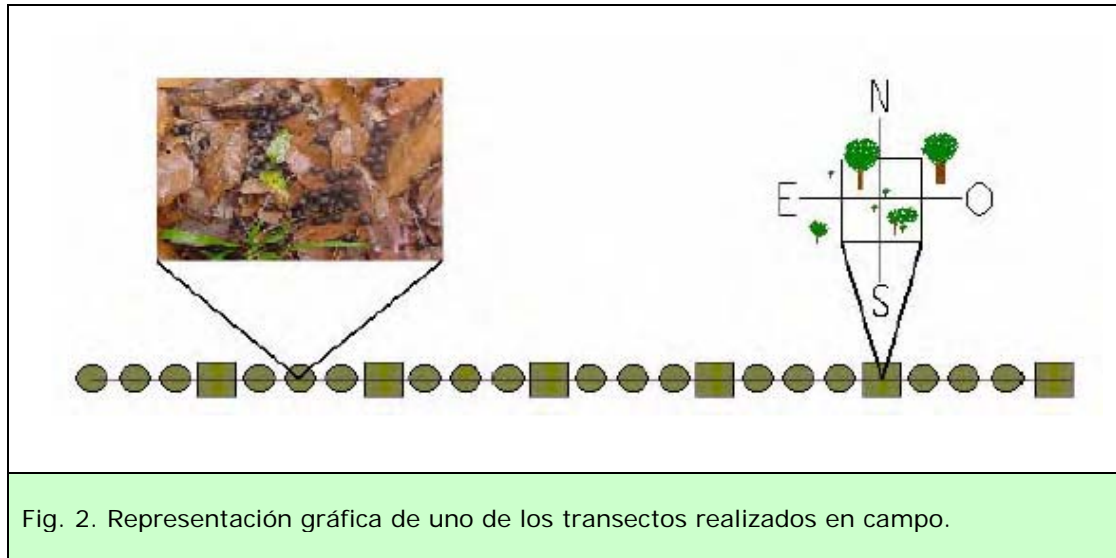 N
E O
S
Fig. 2. Representación gráfica de uno de los transectos realizados en campo.